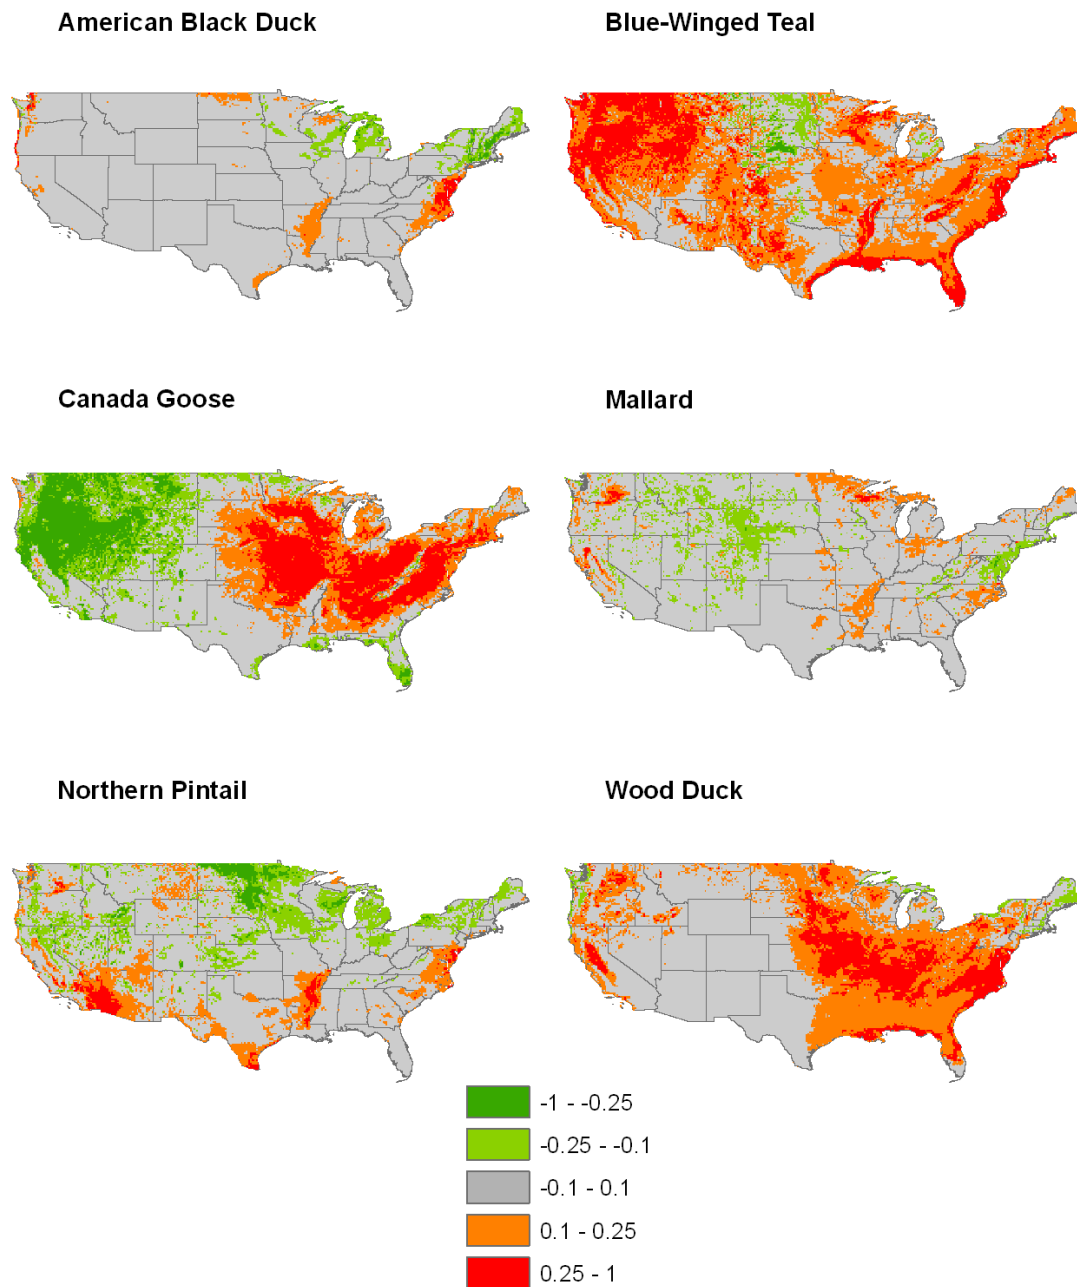 American Black Duck
Blue-Winged Teal
Canada Goose
Mallard
Northern Pintail
Wood Duck
-1 - -0.25
-0.25 - -0.1
-0.1 - 0.1
0.1 - 0.25
0.25 - 1